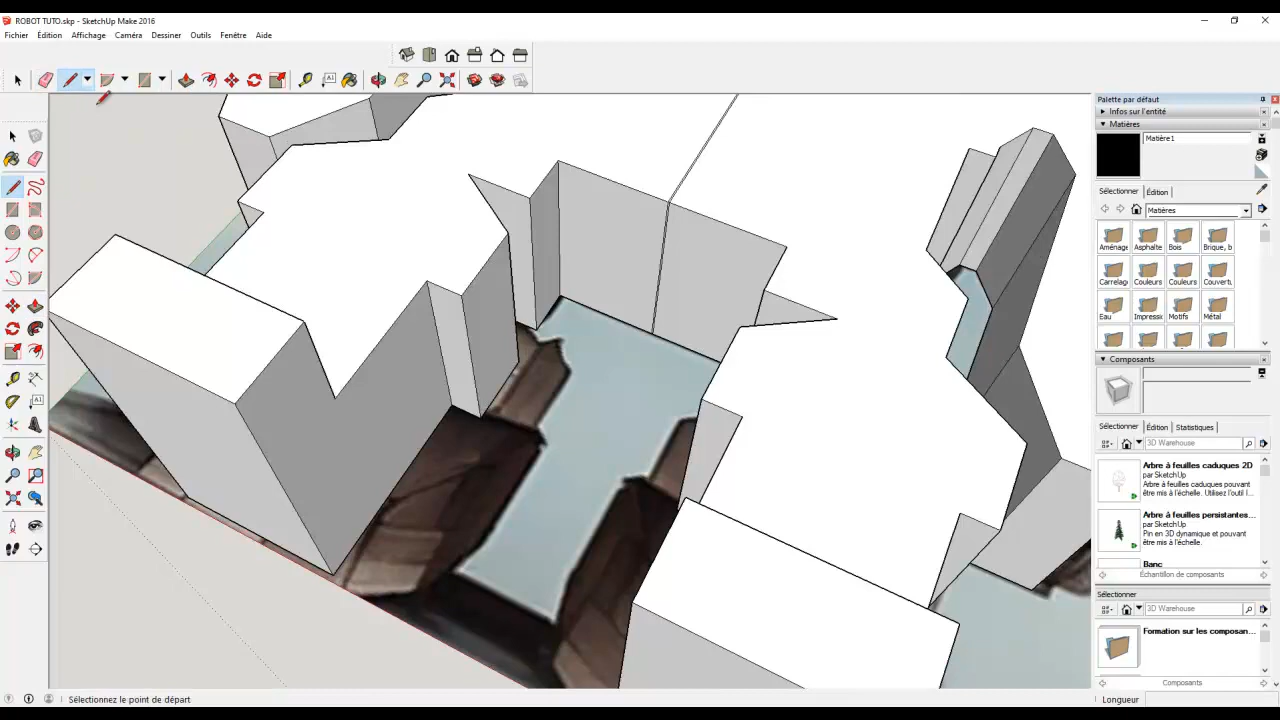 ROBOT TUTO.skp - SketchUp Make 2016
Fichier Édition Affichage Caméra Dessiner Outils Fenêtre Aide
Palette par défaut
Infos sur l'entité
Matières
Matière1
Sélectionner Édition
Matières
Aménage Asphalte Bois Brique, b
Carrelag Couleurs Couleurs Couvertu
Eau Impressic Motifs Métal
Composants
Sélectionner Édition Statistiques
3D Warehouse
Arbre à feuilles caduques 2D
par SketchUp
Arbre à feuilles caduques pouvant
être mis à l'échelle. Utilisez l'outil l...
Arbre à feuilles persistantes...
par SketchUp
Pin en 3D dynamique et pouvant
être mis à l'échelle.
Banc
Échantillon de composants
Sélectionner
3D Warehouse
Formation sur les composan...
Composants
Sélectionnez le point de départ
Longueur